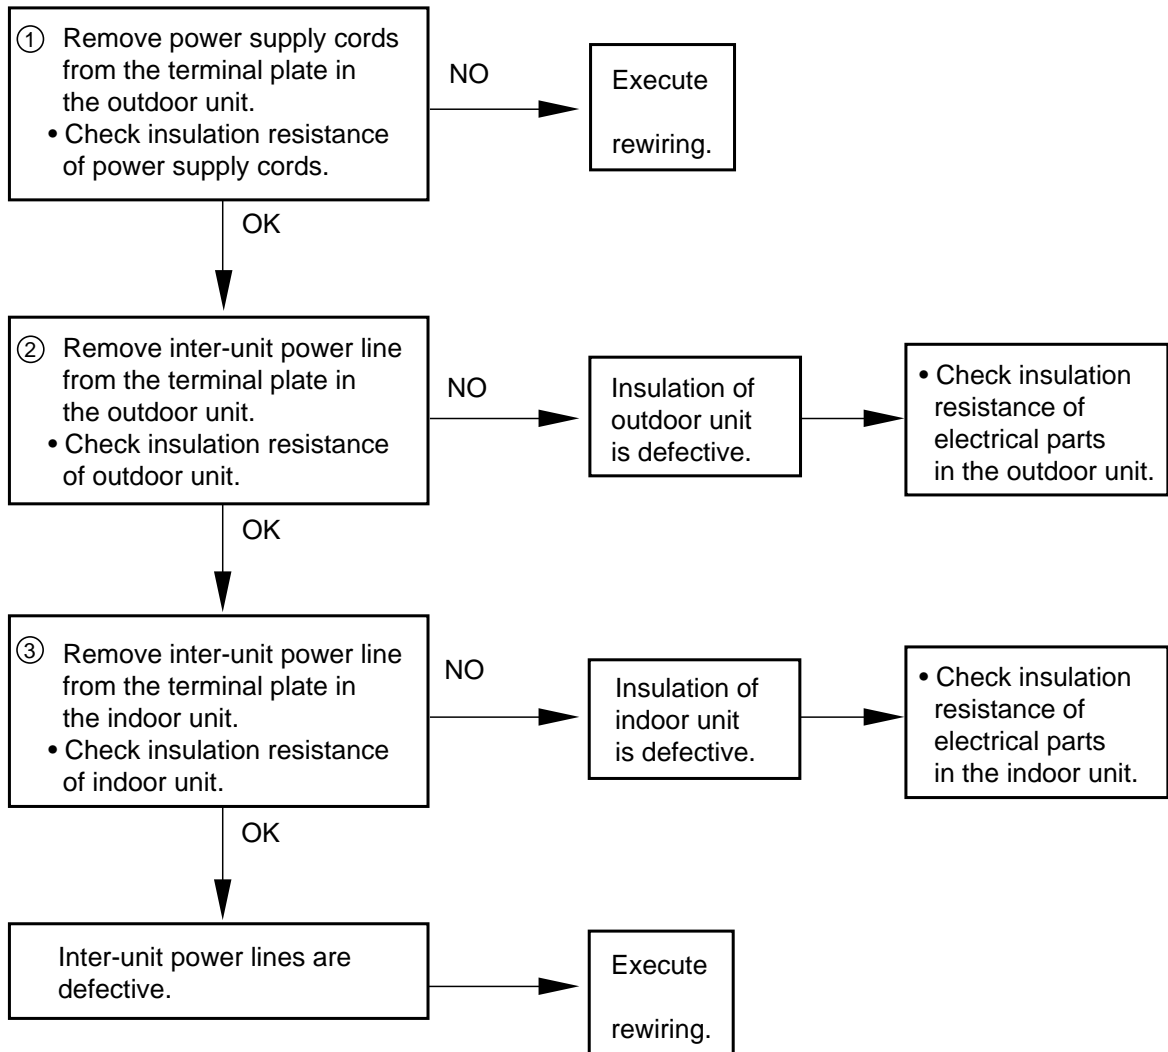 ① Remove power supply cords
from the terminal plate in
the outdoor unit.
• Check insulation resistance
of power supply cords.
NO
Execute
rewiring.
OK
② Remove inter-unit power line
from the terminal plate in
the outdoor unit.
• Check insulation resistance
of outdoor unit.
NO
Insulation of
outdoor unit
is defective.
• Check insulation
resistance of
electrical parts
in the outdoor unit.
OK
③ Remove inter-unit power line
from the terminal plate in
the indoor unit.
• Check insulation resistance
of indoor unit.
NO
Insulation of
indoor unit
is defective.
• Check insulation
resistance of
electrical parts
in the indoor unit.
OK
Inter-unit power lines are
defective.
Execute
rewiring.